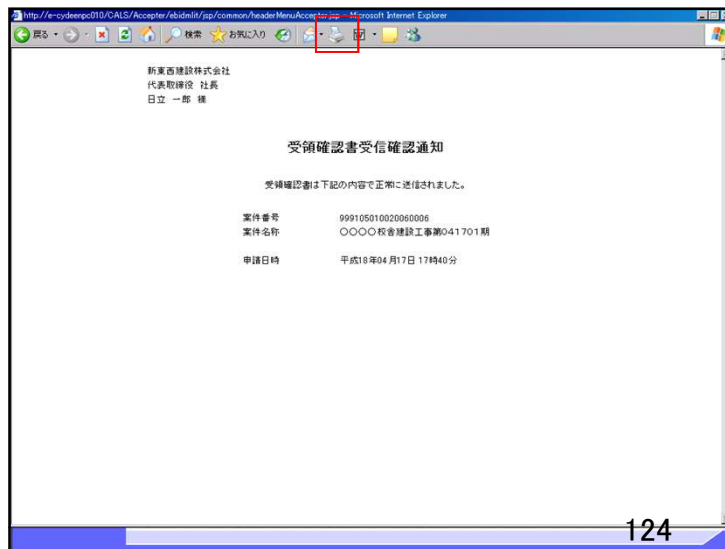 http://e-cydeenpc010/CALS/Accepter/ebidmlit/jsp/common/headerMenuAccepter.jsp - Microsoft Internet Explorer
戻る 検索 お気に入り
新東西建設株式会社
代表取締役 社長
日立 一郎 様
受領確認書受信確認通知
受領確認書は下記の内容で正常に送信されました。
案件番号 999105010020060006
案件名称 〇〇〇〇校舎建設工事第041701期
申請日時 平成18年04月17日 17時40分
124